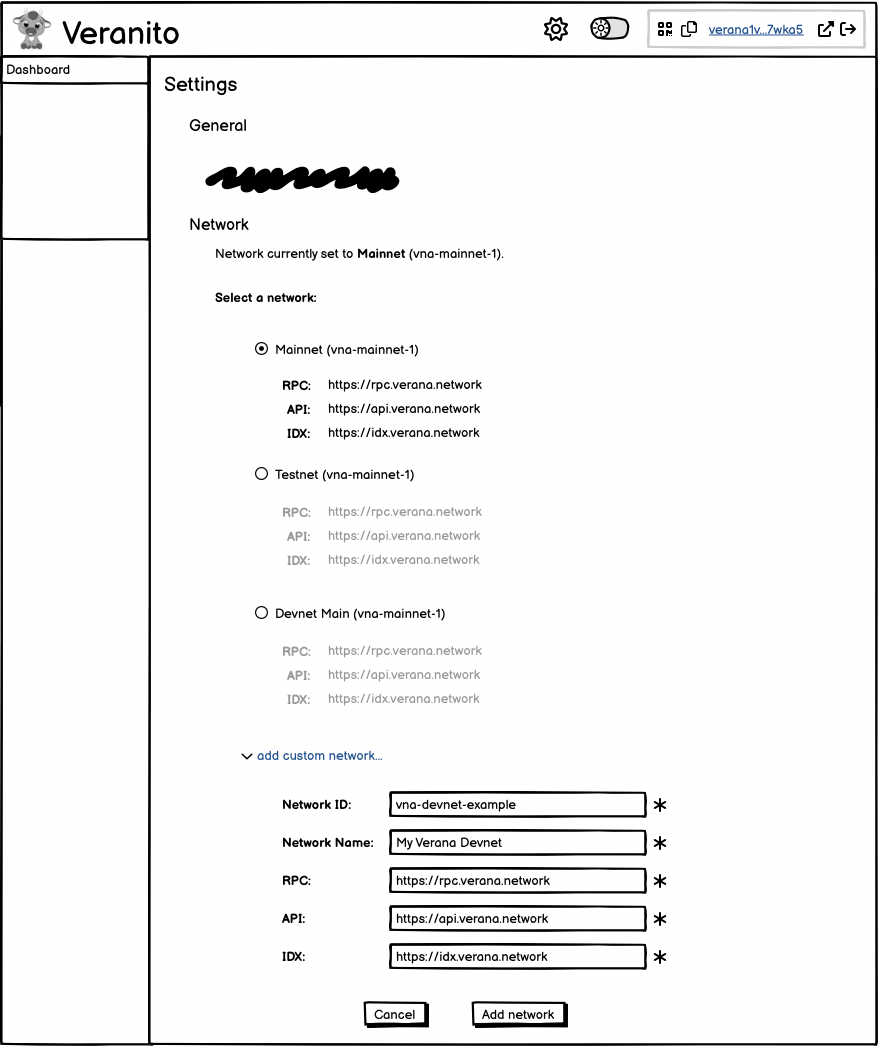 Veranito
verana1v...7wka5
Dashboard
Settings
General
Network
Network currently set to Mainnet (vna-mainnet-1).
Select a network:
Mainnet (vna-mainnet-1)
RPC: https://rpc.verana.network
API: https://api.verana.network
IDX: https://idx.verana.network
Testnet (vna-mainnet-1)
RPC: https://rpc.verana.network
API: https://api.verana.network
IDX: https://idx.verana.network
Devnet Main (vna-mainnet-1)
RPC: https://rpc.verana.network
API: https://api.verana.network
IDX: https://idx.verana.network
add custom network...
Network ID: vna-devnet-example *
Network Name: My Verana Devnet *
RPC: https://rpc.verana.network *
API: https://api.verana.network *
IDX: https://idx.verana.network *
Cancel Add network